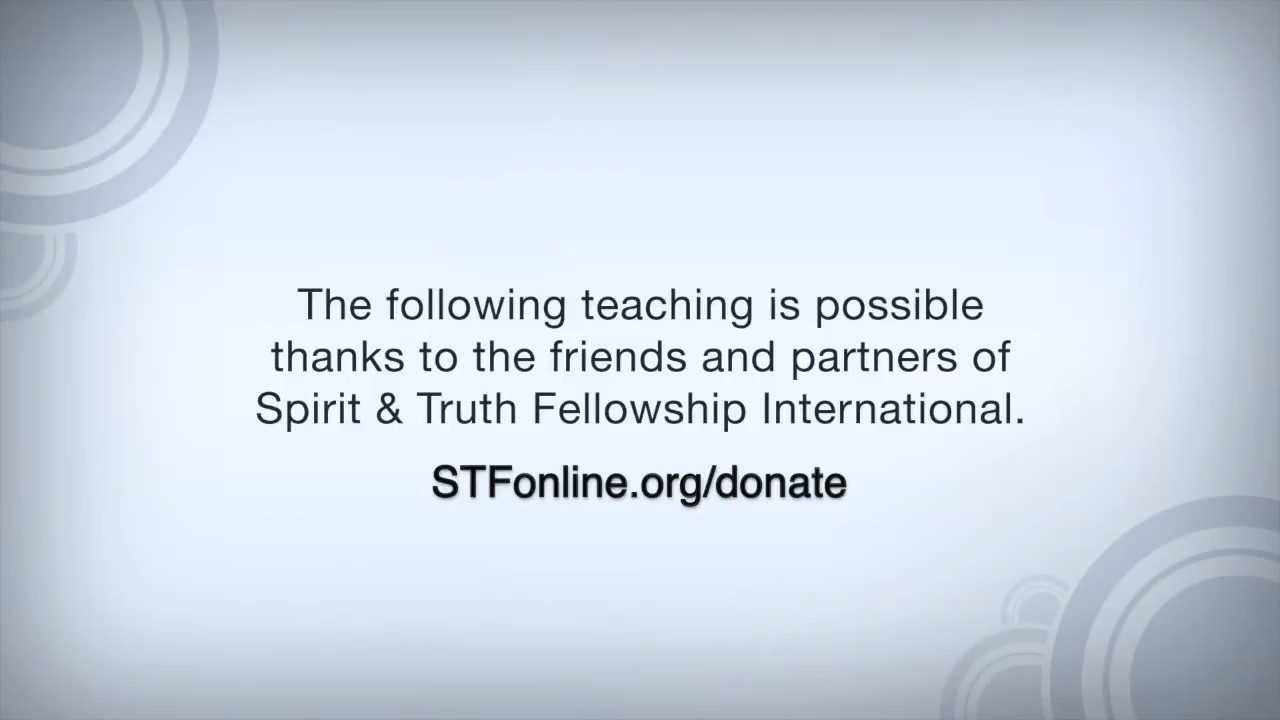 The following teaching is possible
thanks to the friends and partners of
Spirit & Truth Fellowship International.
STFonline.org/donate